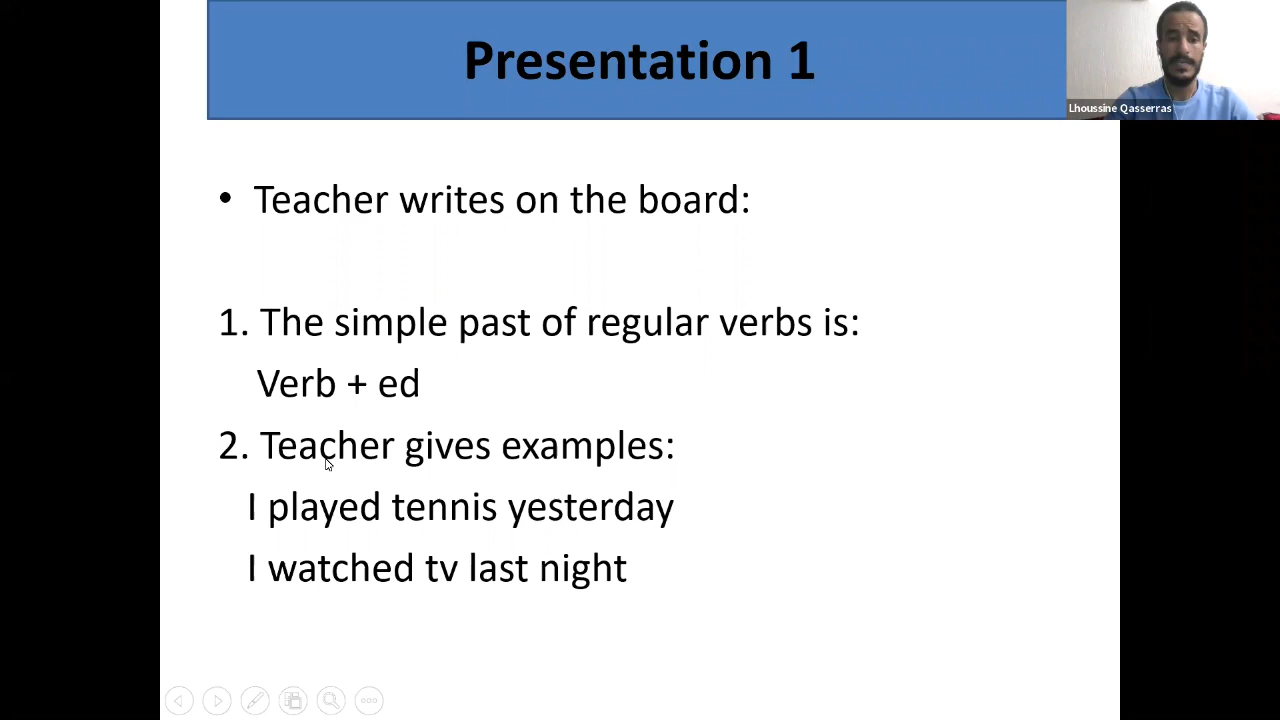 Presentation 1
Lhoussine Qasserras
• Teacher writes on the board:
1. The simple past of regular verbs is:
Verb + ed
2. Teacher gives examples:
I played tennis yesterday
I watched tv last night